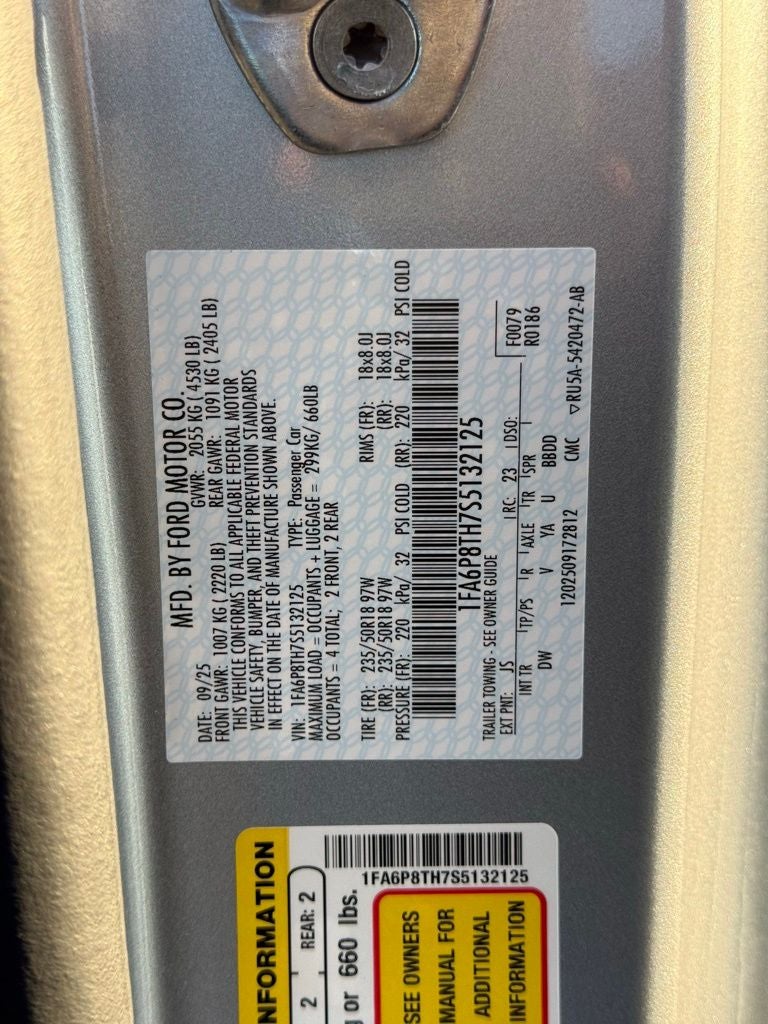 MFD. BY FORD MOTOR CO.
DATE: 09/25 GVWR: 2055 KG ( 4530 LB)
FRONT GAWR: 1007 KG ( 2220 LB) REAR GAWR: 1091 KG ( 2405 LB)
THIS VEHICLE CONFORMS TO ALL APPLICABLE FEDERAL MOTOR
VEHICLE SAFETY, BUMPER, AND THEFT PREVENTION STANDARDS
IN EFFECT ON THE DATE OF MANUFACTURE SHOWN ABOVE.
VIN: 1FA6P8TH7S5132125 TYPE: Passenger Car
MAXIMUM LOAD = OCCUPANTS + LUGGAGE = 299KG/ 660LB
OCCUPANTS = 4 TOTAL; 2 FRONT, 2 REAR
TIRE (FR): 235/50R18 97W RIMS (FR): 18x8.0J
(RR): 235/50R18 97W (RR): 18x8.0J
PRESSURE (FR): 220 kPa/ 32 PSI COLD (RR): 220 kPa/ 32 PSI COLD
1FA6P8TH7S5132125
TRAILER TOWING - SEE OWNER GUIDE
F0079
EXT PNT: JS RC: 23 DSO: R0186
INT TR TP/PS R AXLE TR SPR
DW V YA U BBDD
1202509172812 CMC ▽RU5A-5420472-AB
NFORMATION
2 REAR: 2
g or 660 lbs.
1FA6P8TH7S5132125
SEE OWNERS
MANUAL FOR
ADDITIONAL
INFORMATION